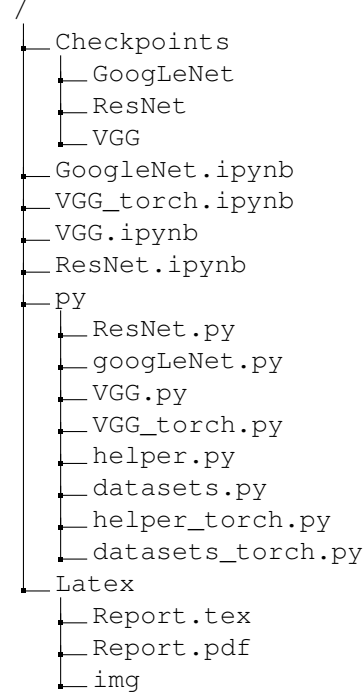 /
Checkpoints
GoogLeNet
ResNet
VGG
GoogleNet.ipynb
VGG_torch.ipynb
VGG.ipynb
ResNet.ipynb
py
ResNet.py
googLeNet.py
VGG.py
VGG_torch.py
helper.py
datasets.py
helper_torch.py
datasets_torch.py
Latex
Report.tex
Report.pdf
img